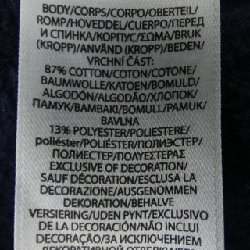 BODY/CORPS/CORPO/OBERTEIL/
ROMP/HOVEDDEL/CUERPO/ПЕРЕД
И СПИНКА/КОРПУС/ΣΩΜΑ/BRUK
(KROPP)/ANVÄND (KROPP)/BEDEN/
VRCHNÍ ČÁST:
87% COTTON/COTON/COTONE/
BAUMWOLLE/KATOEN/BOMULD/
ALGODÓN/ALGODÃO/ХЛОПОК/
ПАМУК/ΒΑΜΒΑΚΙ/BOMULL/PAMUK/
BAVLNA
13% POLYESTER/POLIESTERE/
poliéster/POLIÉSTER/ПОЛИЭСТЕР/
ПОЛИЕСТЕР/ΠΟΛΥΕΣΤΕΡΑΣ
EXCLUSIVE OF DECORATION/
SAUF DÉCORATION/ESCLUSA LA
DECORAZIONE/AUSGENOMMEN
DEKORATION/BEHALVE
VERSIERING/UDEN PYNT/EXCLUSIVO
DE LA DECORACIÓN/NÃO INCLUI
DECORAÇÃO/ЗА ИСКЛЮЧЕНИЕМ